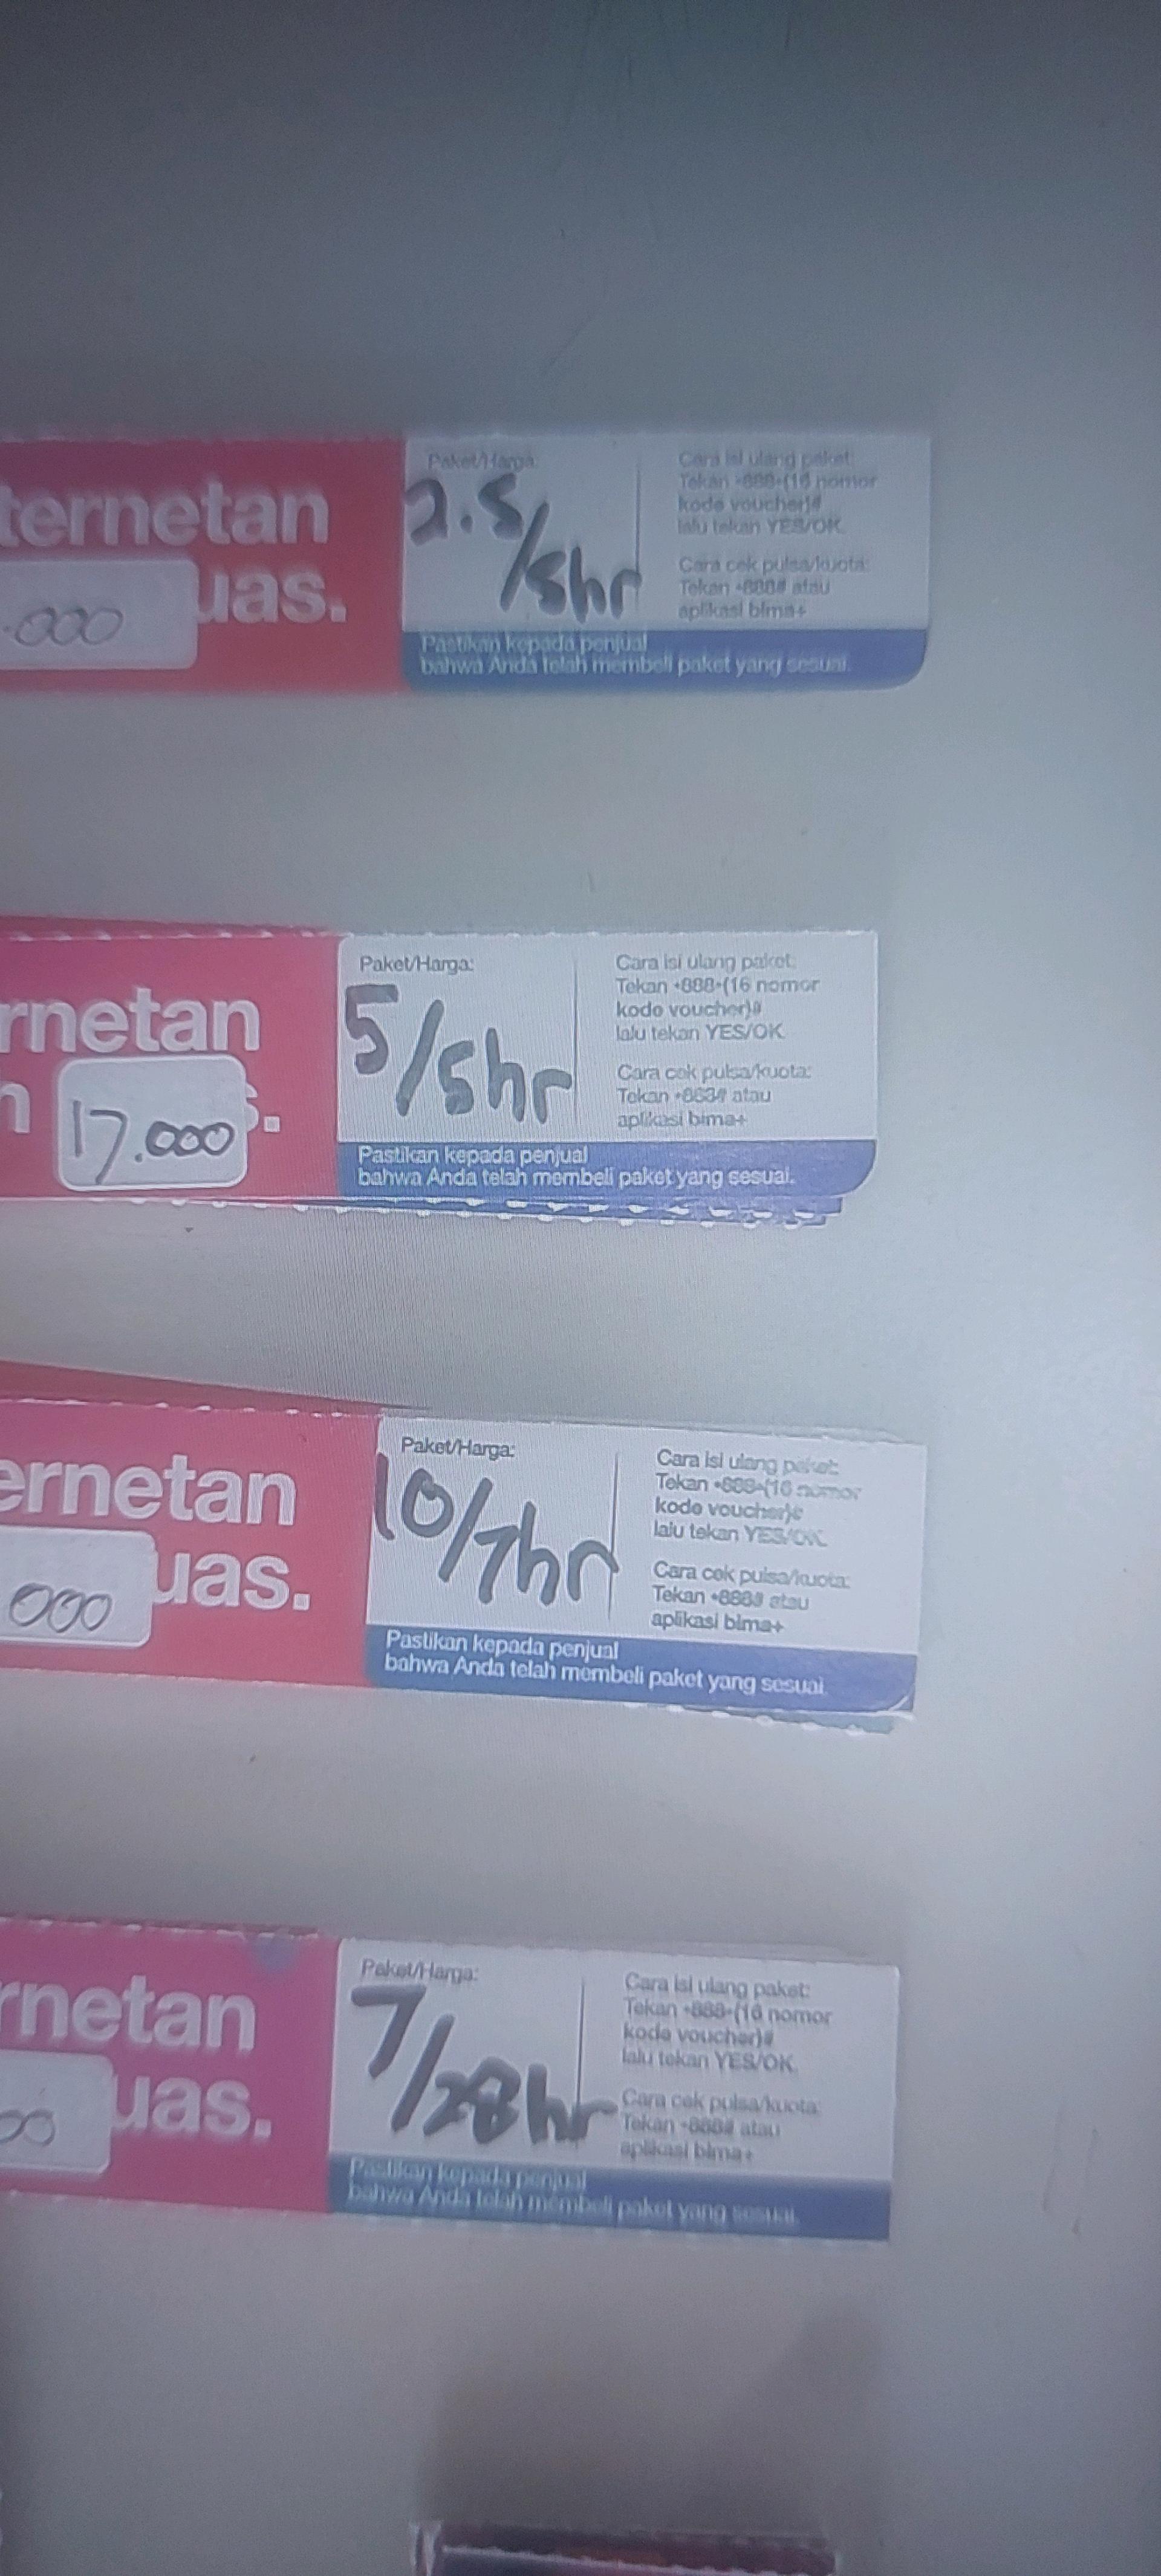 ternetan
uas.
.000
Paket/Harga:
2.5/5hr
Cara isi ulang paket:
Tekan *888*(16 nomor
kode voucher)#
lalu tekan YES/OK.
Cara cek pulsa/kuota:
Tekan *888# atau
aplikasi bima+
Pastikan kepada penjual
bahwa Anda telah membeli paket yang sesuai.
rnetan
17.000
Paket/Harga:
5/5hr
Cara isi ulang paket:
Tekan *888*(16 nomor
kode voucher)#
lalu tekan YES/OK.
Cara cek pulsa/kuota:
Tekan *888# atau
aplikasi bima+
Pastikan kepada penjual
bahwa Anda telah membeli paket yang sesuai.
ernetan
uas.
000
Paket/Harga:
10/7hr
Cara isi ulang paket:
Tekan *888*(16 nomor
kode voucher)#
lalu tekan YES/OK.
Cara cek pulsa/kuota:
Tekan *888# atau
aplikasi bima+
Pastikan kepada penjual
bahwa Anda telah membeli paket yang sesuai.
rnetan
uas.
Paket/Harga:
7/28hr
Cara isi ulang paket:
Tekan *888*(16 nomor
kode voucher)#
lalu tekan YES/OK.
Cara cek pulsa/kuota:
Tekan *888# atau
aplikasi bima+
Pastikan kepada penjual
bahwa Anda telah membeli paket yang sesuai.